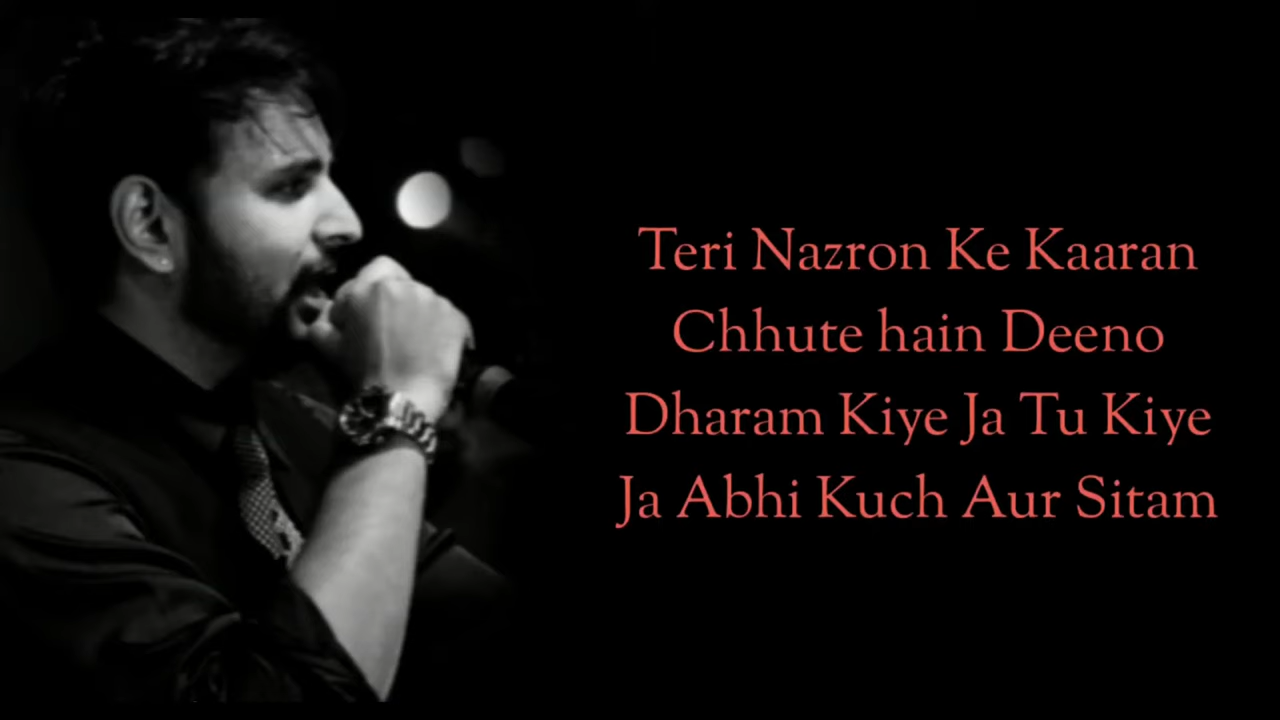 Teri Nazron Ke Kaaran
Chhute hain Deeno
Dharam Kiye Ja Tu Kiye
Ja Abhi Kuch Aur Sitam